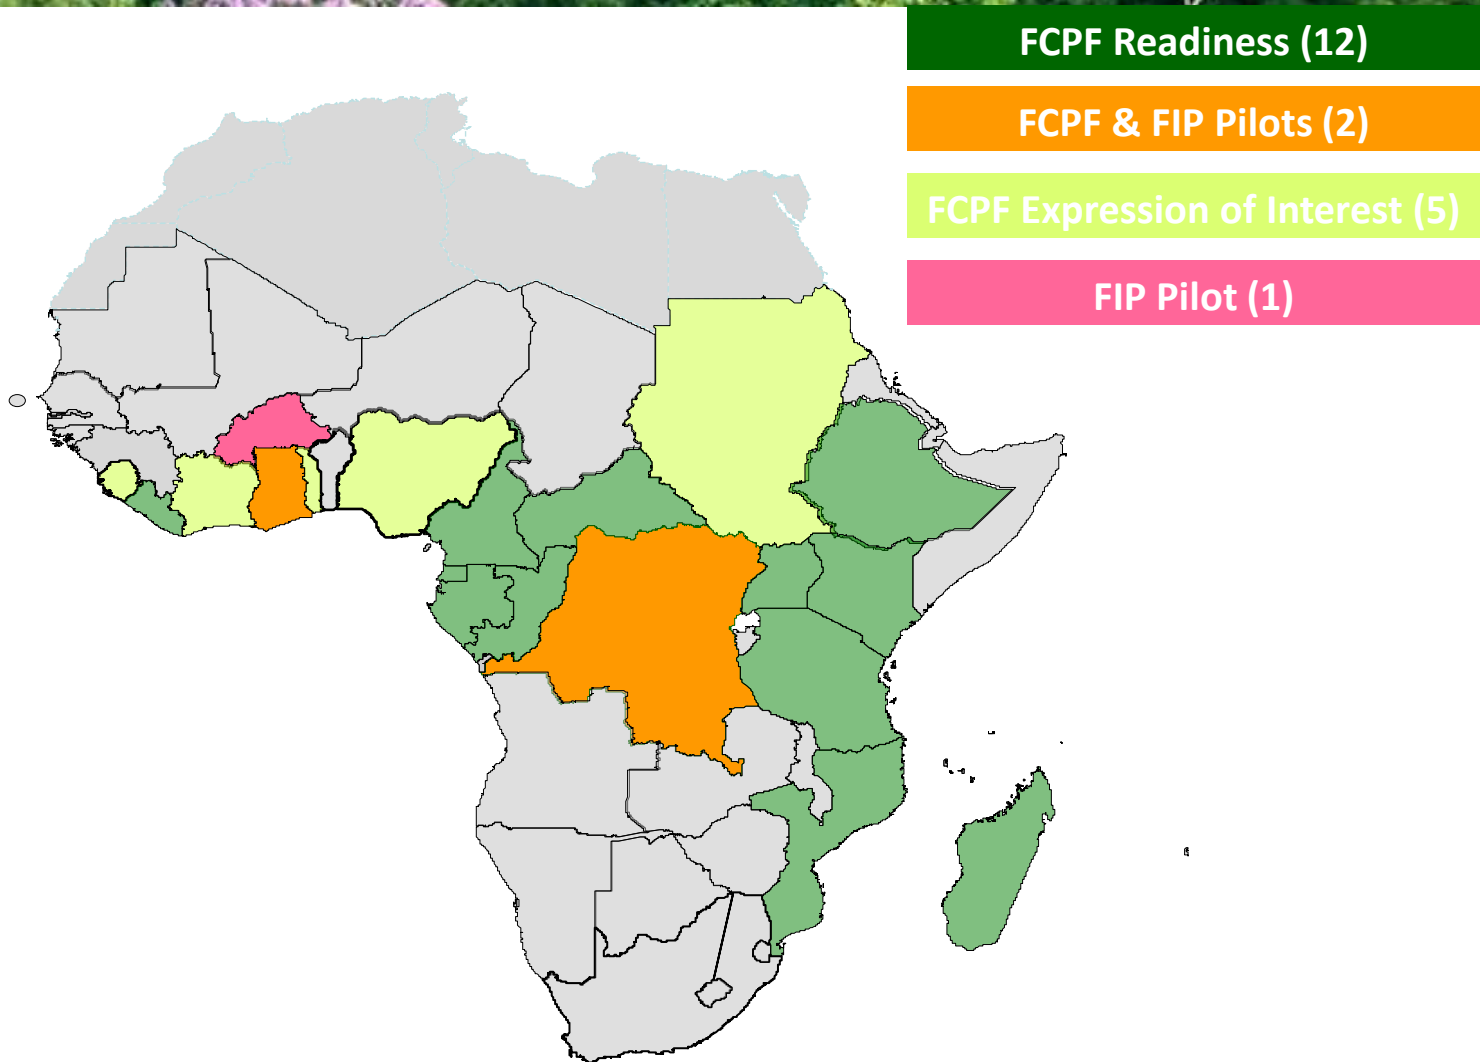 FCPF Readiness (12)
FCPF & FIP Pilots (2)
FCPF Expression of Interest (5)
FIP Pilot (1)